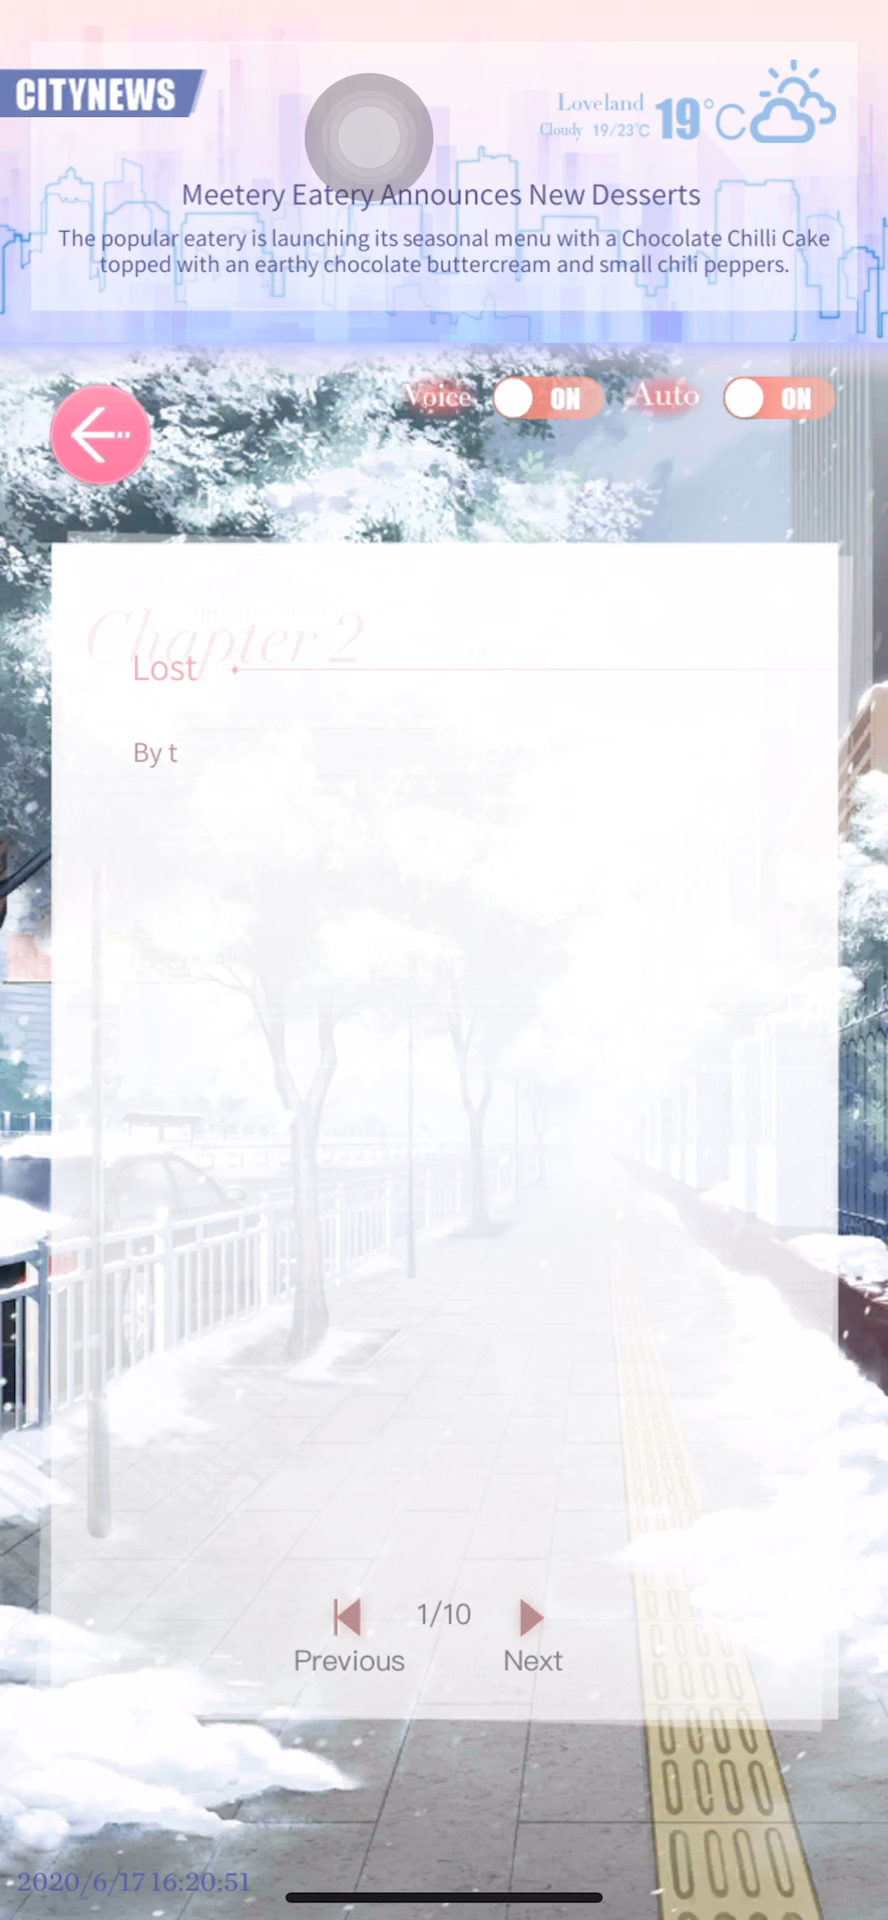 CITYNEWS
Loveland
Cloudy 19/23°C
19°C
Meetery Eatery Announces New Desserts
The popular eatery is launching its seasonal menu with a Chocolate Chilli Cake
topped with an earthy chocolate buttercream and small chili peppers.
Voice ON Auto ON
Chapter 2
Lost
By t
1/10
Previous Next
2020/6/17 16:20:51